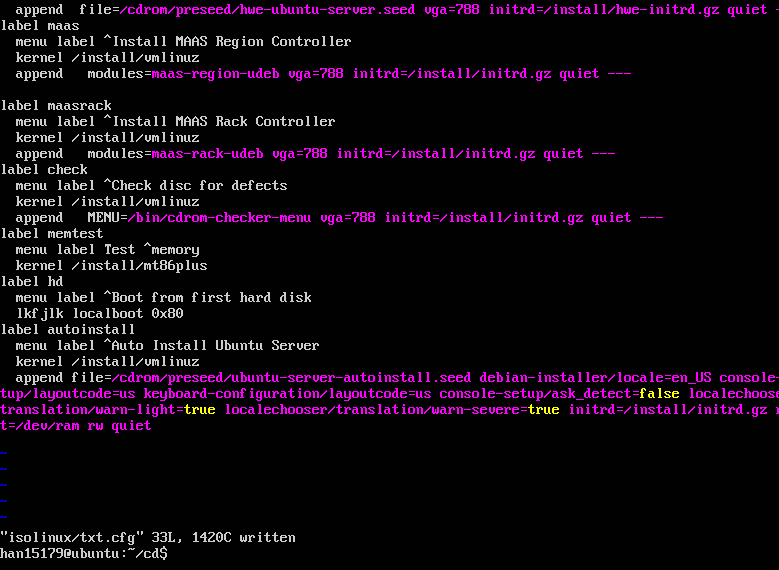 append  file=/cdrom/preseed/hwe-ubuntu-server.seed vga=788 initrd=/install/hwe-initrd.gz quiet -
label maas
  menu label ^Install MAAS Region Controller
  kernel /install/vmlinuz
  append   modules=maas-region-udeb vga=788 initrd=/install/initrd.gz quiet ---
label maasrack
  menu label ^Install MAAS Rack Controller
  kernel /install/vmlinuz
  append   modules=maas-rack-udeb vga=788 initrd=/install/initrd.gz quiet ---
label check
  menu label ^Check disc for defects
  kernel /install/vmlinuz
  append   MENU=/bin/cdrom-checker-menu vga=788 initrd=/install/initrd.gz quiet ---
label memtest
  menu label Test ^memory
  kernel /install/mt86plus
label hd
  menu label ^Boot from first hard disk
  lkfjlk localboot 0x80
label autoinstall
  menu label ^Auto Install Ubuntu Server
  kernel /install/vmlinuz
  append file=/cdrom/preseed/ubuntu-server-autoinstall.seed debian-installer/locale=en_US console-
tup/layoutcode=us keyboard-configuration/layoutcode=us console-setup/ask_detect=false localechoose
translation/warn-light=true localechooser/translation/warn-severe=true initrd=/install/initrd.gz r
t=/dev/ram rw quiet
~
~
~
~
~
"isolinux/txt.cfg" 33L, 1420C written
han15179@ubuntu:~/cd$